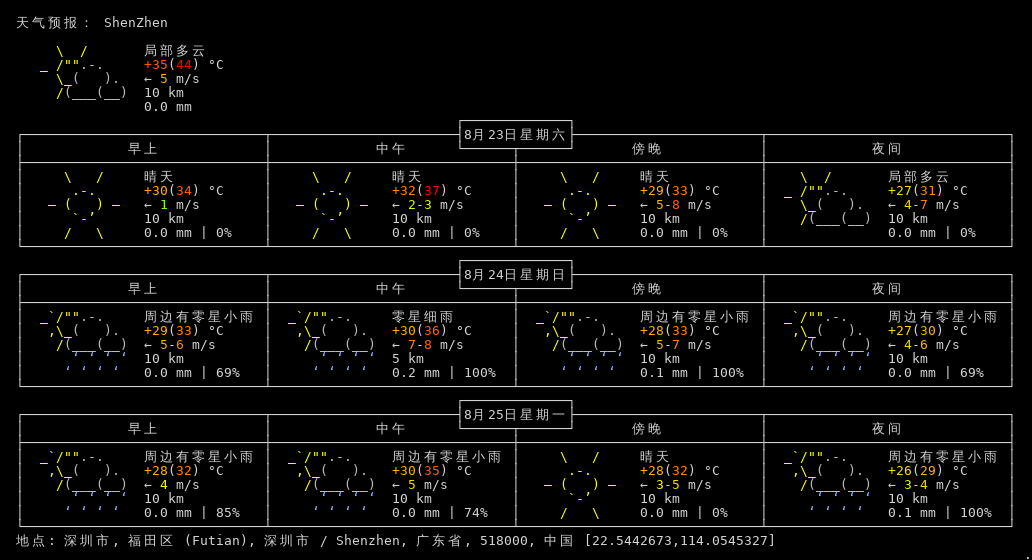 天气预报： ShenZhen
局部多云
+35(44) °C
← 5 m/s
10 km
0.0 mm
8月23日星期六
早上 中午 傍晚 夜间
晴天 晴天 晴天 局部多云
+30(34) °C +32(37) °C +29(33) °C +27(31) °C
← 1 m/s ← 2-3 m/s ← 5-8 m/s ← 4-7 m/s
10 km 10 km 10 km 10 km
0.0 mm | 0% 0.0 mm | 0% 0.0 mm | 0% 0.0 mm | 0%
8月24日星期日
早上 中午 傍晚 夜间
周边有零星小雨 零星细雨 周边有零星小雨 周边有零星小雨
+29(33) °C +30(36) °C +28(33) °C +27(30) °C
← 5-6 m/s ← 7-8 m/s ← 5-7 m/s ← 4-6 m/s
10 km 5 km 10 km 10 km
0.0 mm | 69% 0.2 mm | 100% 0.1 mm | 100% 0.0 mm | 69%
8月25日星期一
早上 中午 傍晚 夜间
周边有零星小雨 周边有零星小雨 晴天 周边有零星小雨
+28(32) °C +30(35) °C +28(32) °C +26(29) °C
← 4 m/s ← 5 m/s ← 3-5 m/s ← 3-4 m/s
10 km 10 km 10 km 10 km
0.0 mm | 85% 0.0 mm | 74% 0.0 mm | 0% 0.1 mm | 100%
地点: 深圳市, 福田区 (Futian), 深圳市 / Shenzhen, 广东省, 518000, 中国 [22.5442673,114.0545327]